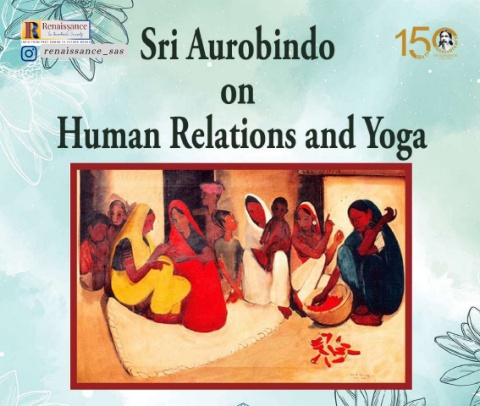 Renaissance
renaissance_sas
150
Sri Aurobindo
on
Human Relations and Yoga